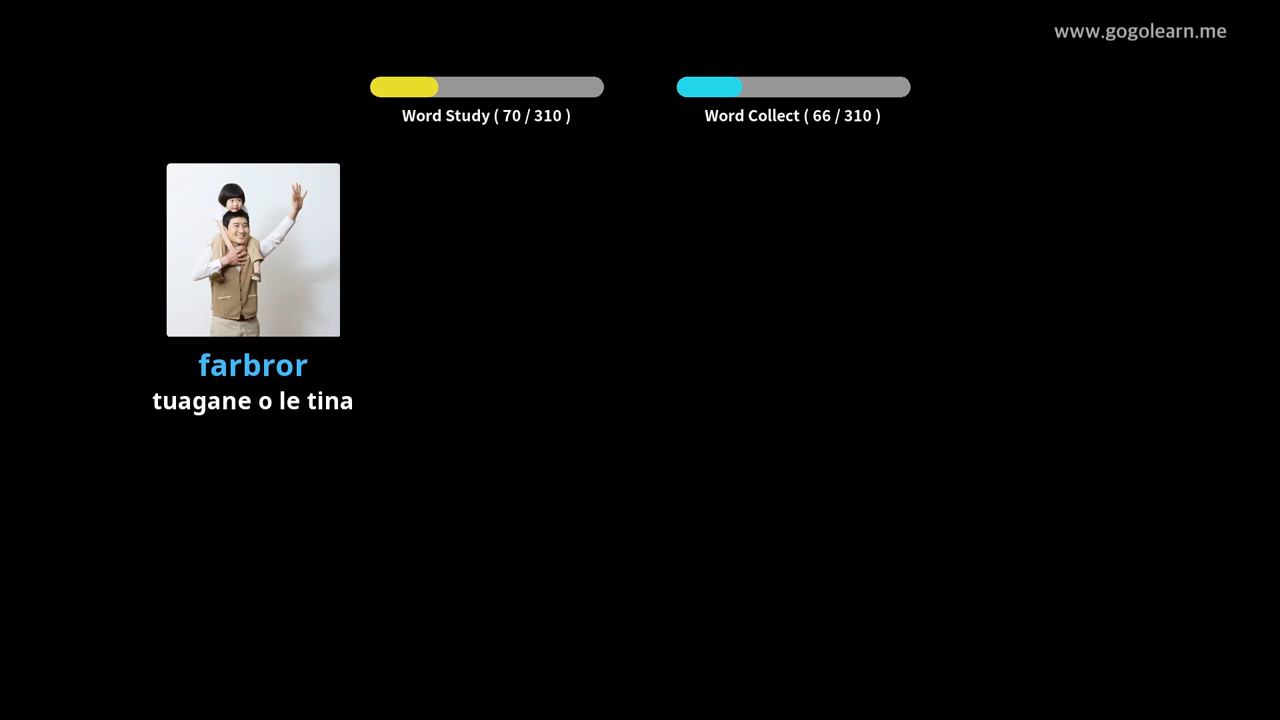 www.gogolearn.me
Word Study ( 70 / 310 )
Word Collect ( 66 / 310 )
farbror
tuagane o le tina